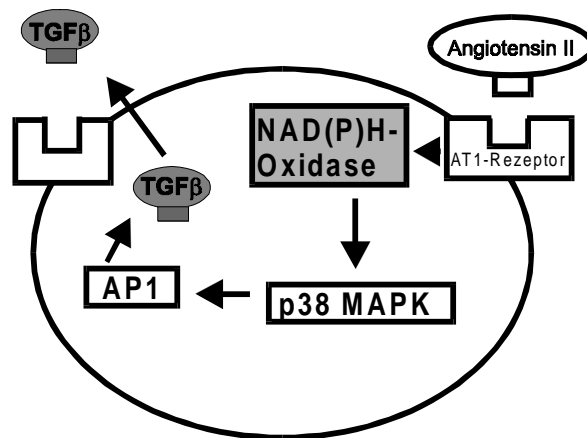 TGFβ
Angiotensin II
NAD(P)H-
Oxidase
AT1-Rezeptor
TGFβ
AP1
p38 MAPK